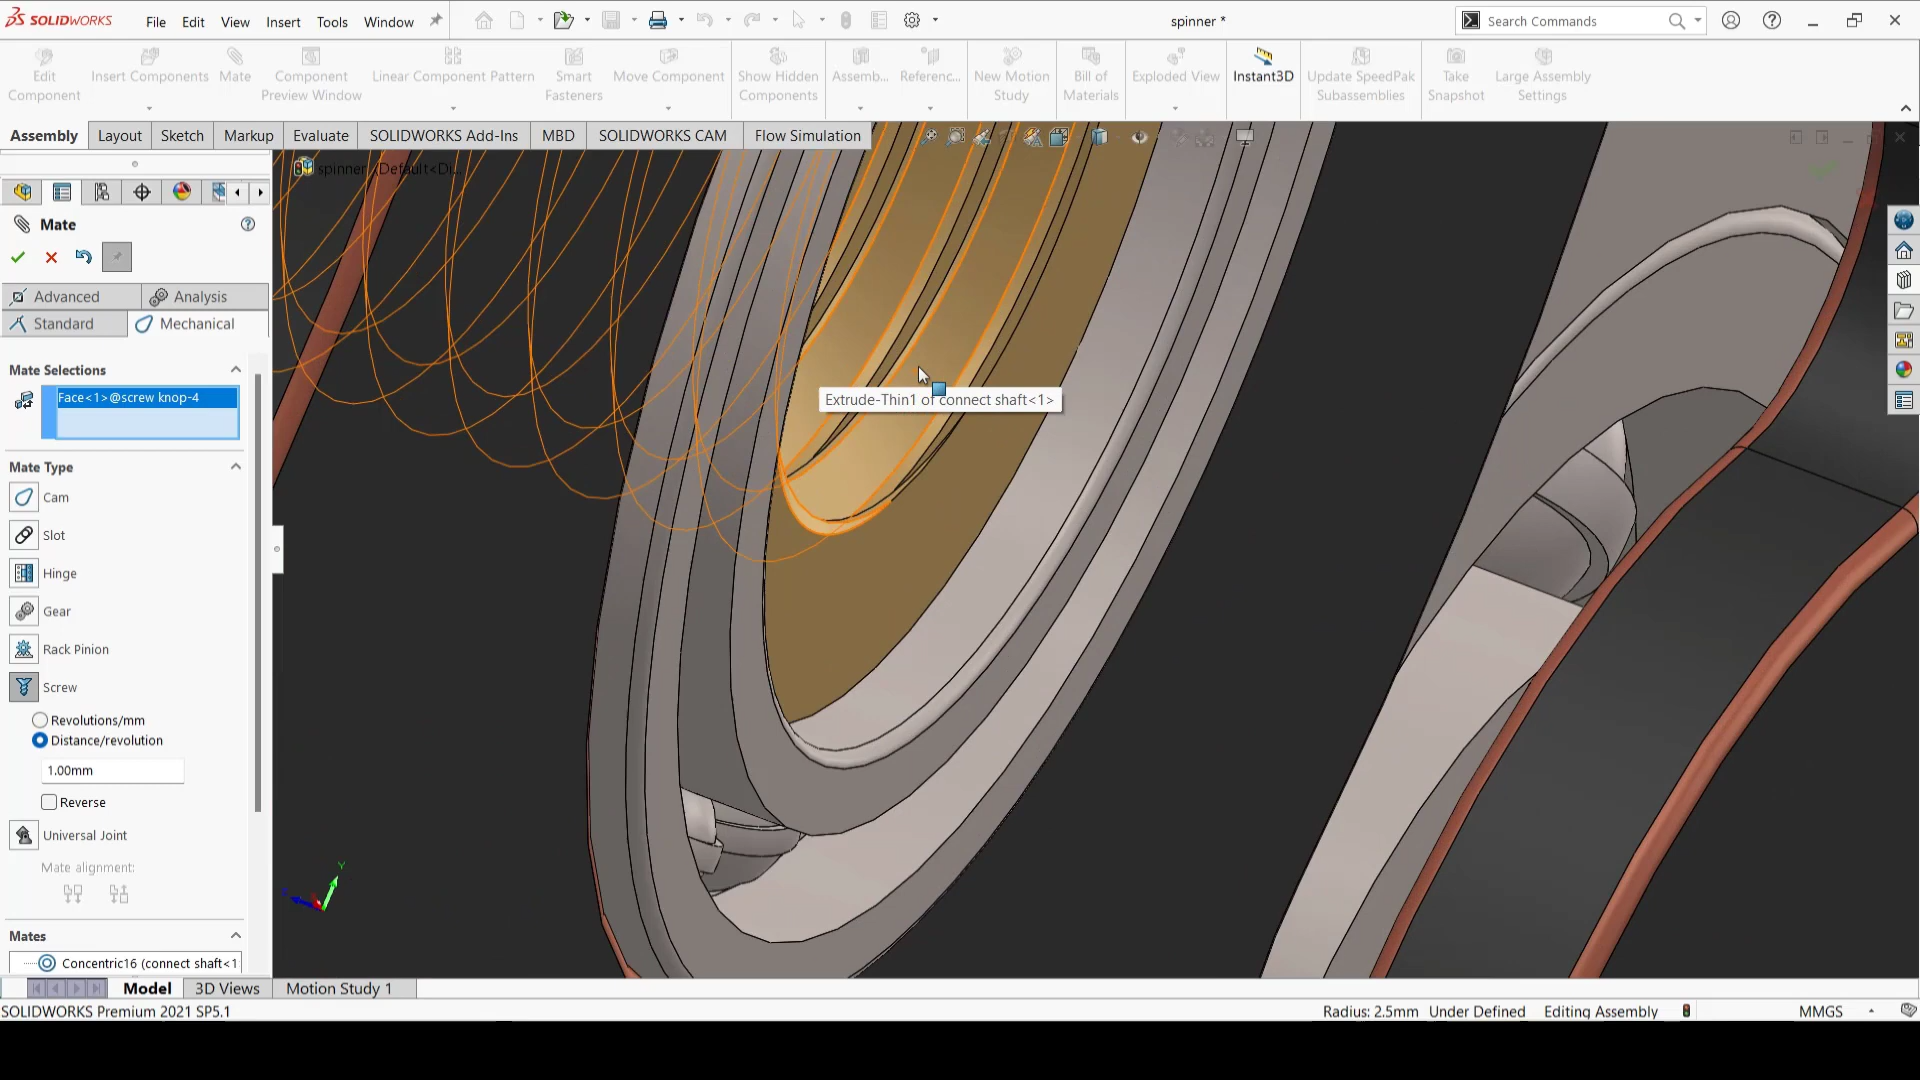 SOLIDWORKS File Edit View Insert Tools Window spinner * Search Commands
Edit Component
Insert Components
Mate
Component Preview Window
Linear Component Pattern
Smart Fasteners
Move Component
Show Hidden Components
Assemb...
Referenc...
New Motion Study
Bill of Materials
Exploded View
Instant3D
Update SpeedPak Subassemblies
Take Snapshot
Large Assembly Settings
Assembly Layout Sketch Markup Evaluate SOLIDWORKS Add-Ins MBD SOLIDWORKS CAM Flow Simulation
spinner (Default<Di...
Mate
Advanced Analysis
Standard Mechanical
Mate Selections
Face<1>@screw knop-4
Extrude-Thin1 of connect shaft<1>
Mate Type
Cam
Slot
Hinge
Gear
Rack Pinion
Screw
Revolutions/mm
Distance/revolution
1.00mm
Reverse
Universal Joint
Mate alignment:
Y
Mates
Concentric16 (connect shaft<1
Model 3D Views Motion Study 1
SOLIDWORKS Premium 2021 SP5.1 Radius: 2.5mm Under Defined Editing Assembly MMGS